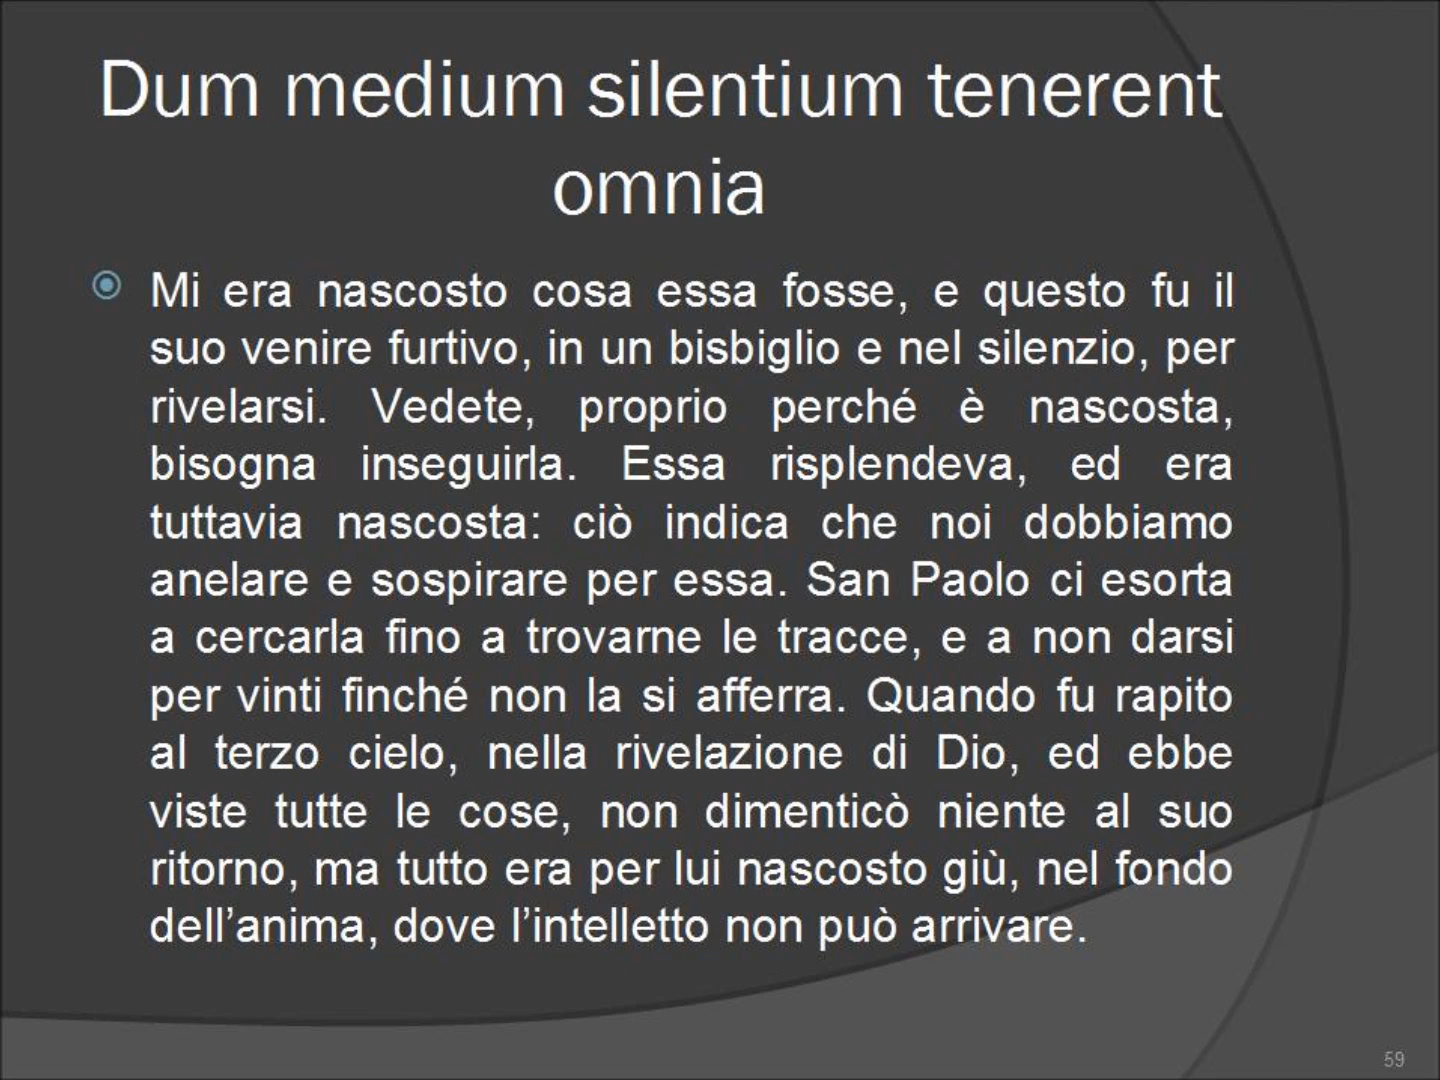 Dum medium silentium tenerent
omnia
Mi era nascosto cosa essa fosse, e questo fu il
suo venire furtivo, in un bisbiglio e nel silenzio, per
rivelarsi. Vedete, proprio perché è nascosta,
bisogna inseguirla. Essa risplendeva, ed era
tuttavia nascosta: ciò indica che noi dobbiamo
anelare e sospirare per essa. San Paolo ci esorta
a cercarla fino a trovarne le tracce, e a non darsi
per vinti finché non la si afferra. Quando fu rapito
al terzo cielo, nella rivelazione di Dio, ed ebbe
viste tutte le cose, non dimenticò niente al suo
ritorno, ma tutto era per lui nascosto giù, nel fondo
dell’anima, dove l’intelletto non può arrivare.
59